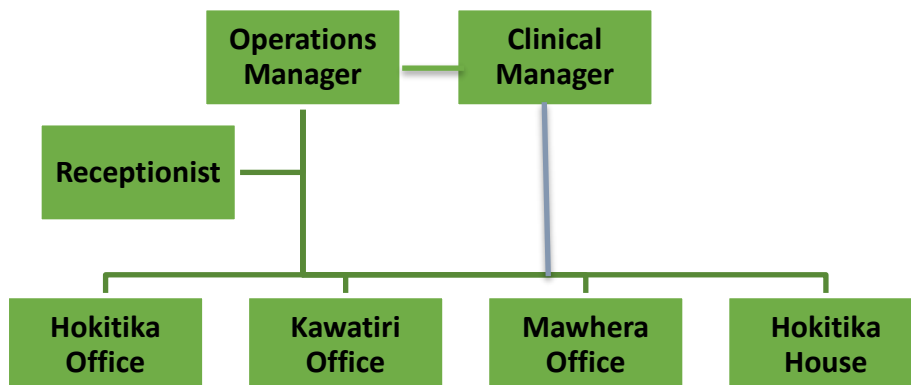 Operations
Manager
Clinical
Manager
Receptionist
Hokitika
Office
Kawatiri
Office
Mawhera
Office
Hokitika
House